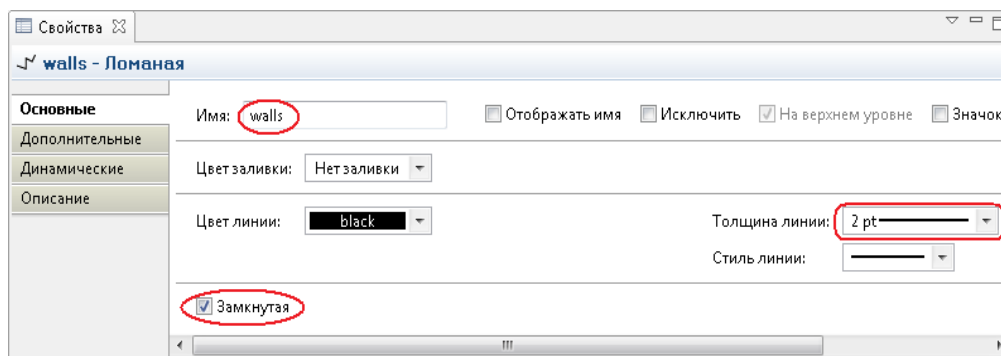 Свойства
walls - Ломаная
Основные
Дополнительные
Динамические
Описание
Имя: walls Отображать имя Исключить На верхнем уровне Значок
Цвет заливки: Нет заливки
Цвет линии: black Толщина линии: 2 pt
Стиль линии:
Замкнутая